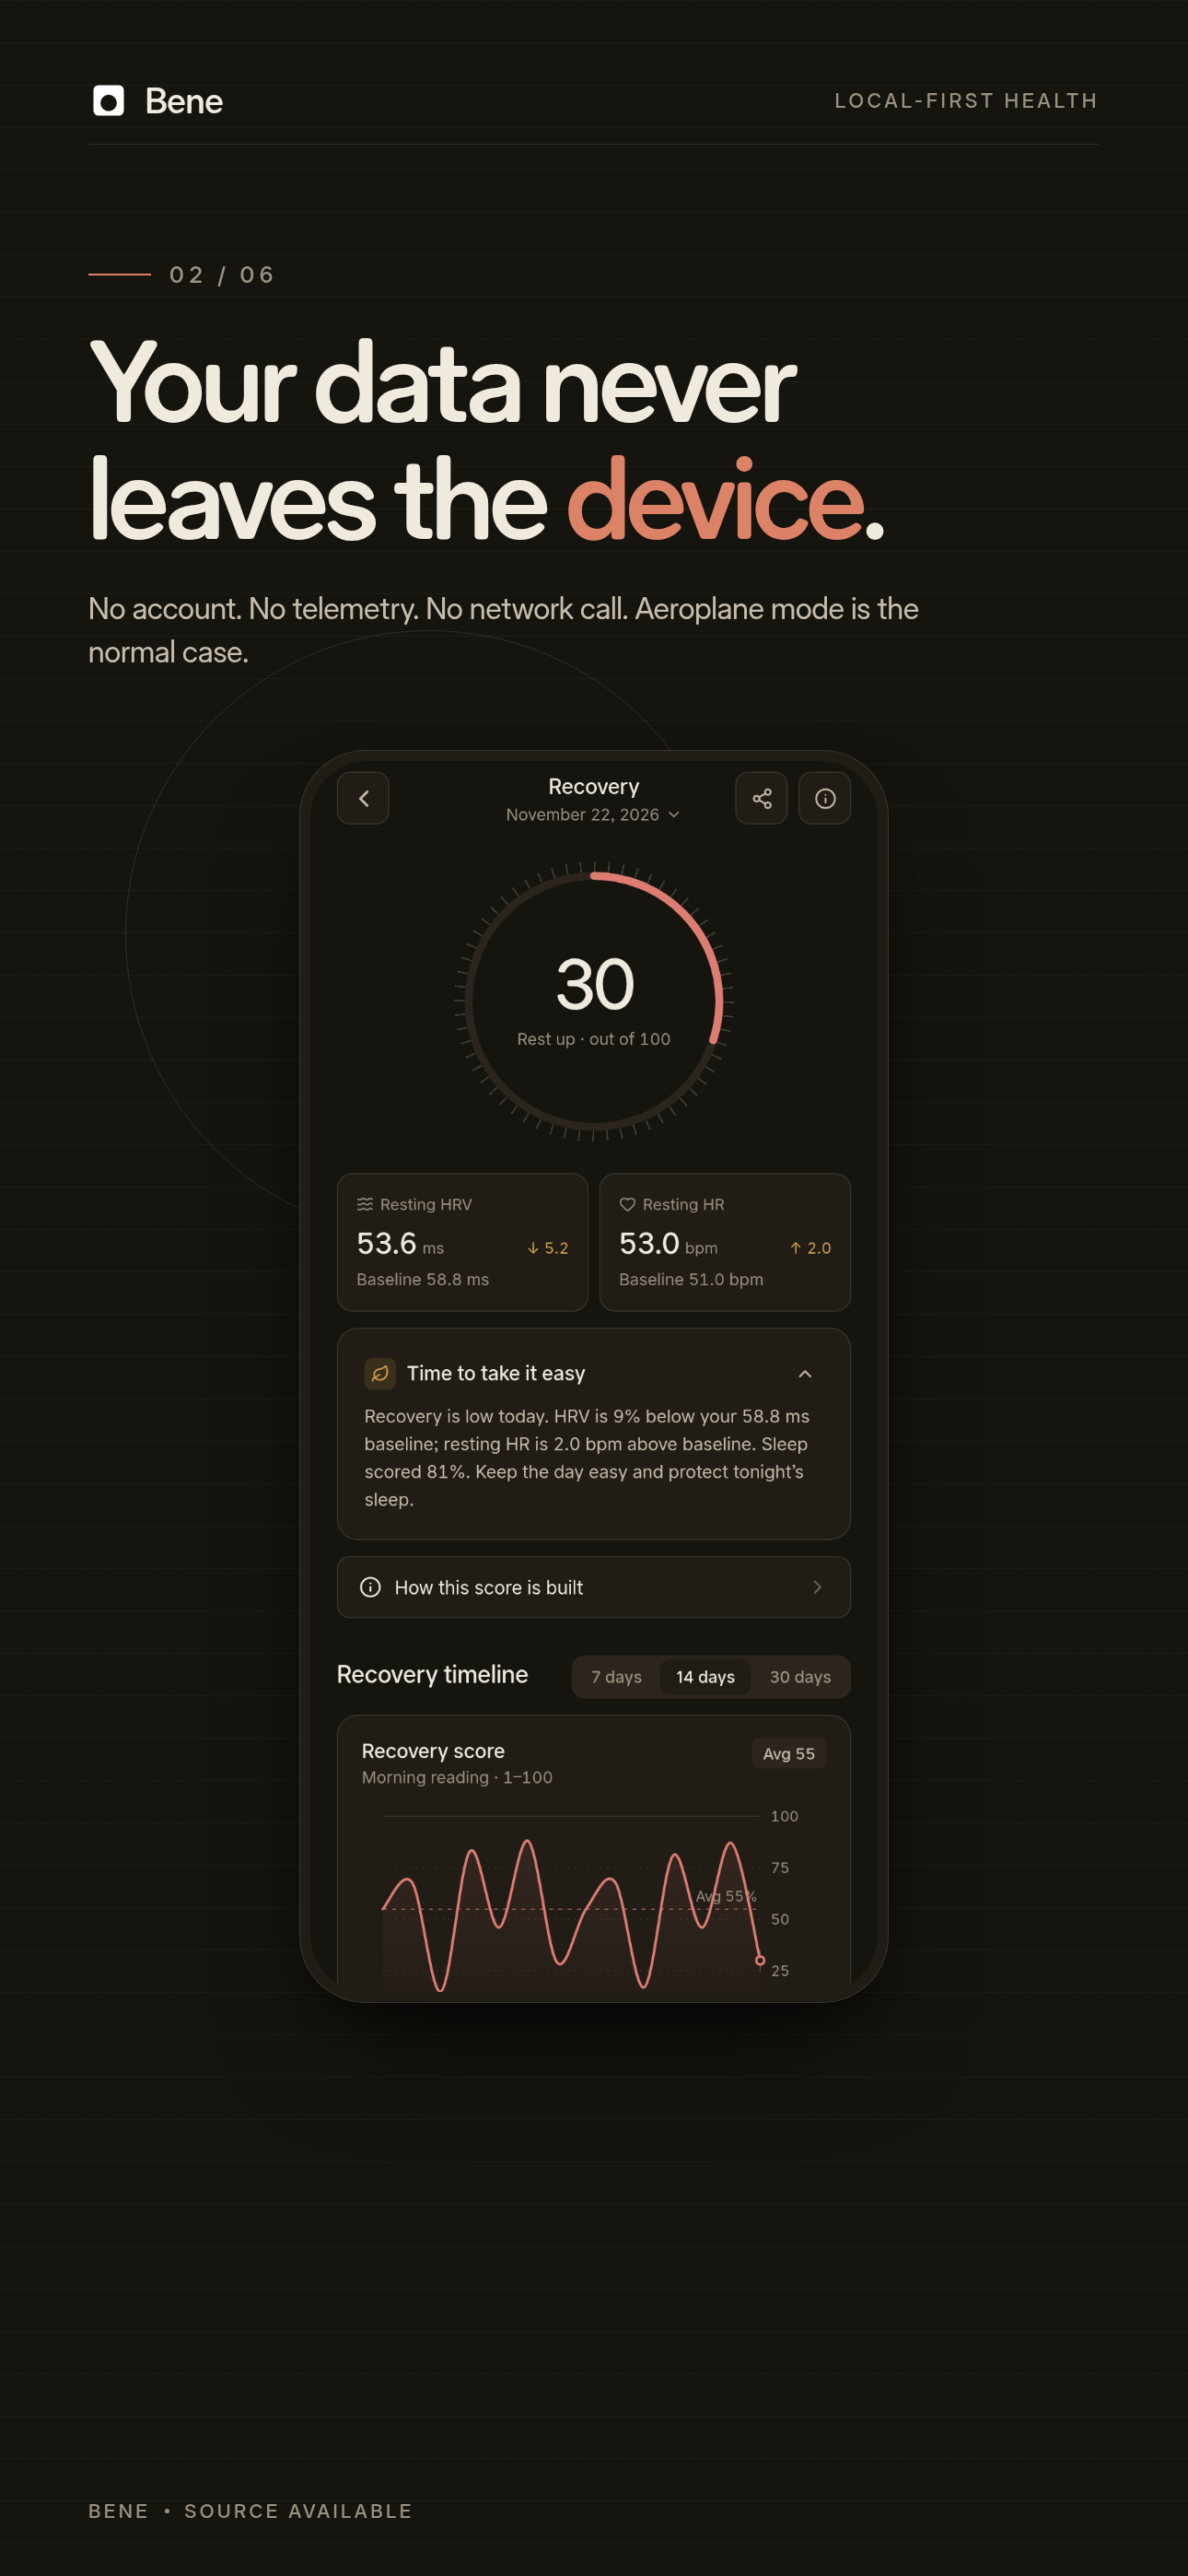 Bene
LOCAL-FIRST HEALTH
02 / 06
Your data never
leaves the device.
No account. No telemetry. No network call. Aeroplane mode is the
normal case.
Recovery
November 22, 2026
30
Rest up · out of 100
Resting HRV
53.6 ms ↓ 5.2
Baseline 58.8 ms
Resting HR
53.0 bpm ↑ 2.0
Baseline 51.0 bpm
Time to take it easy
Recovery is low today. HRV is 9% below your 58.8 ms
baseline; resting HR is 2.0 bpm above baseline. Sleep
scored 81%. Keep the day easy and protect tonight's
sleep.
How this score is built
Recovery timeline
7 days 14 days 30 days
Recovery score
Avg 55
Morning reading · 1–100
100
75
Avg 55%
50
25
BENE • SOURCE AVAILABLE